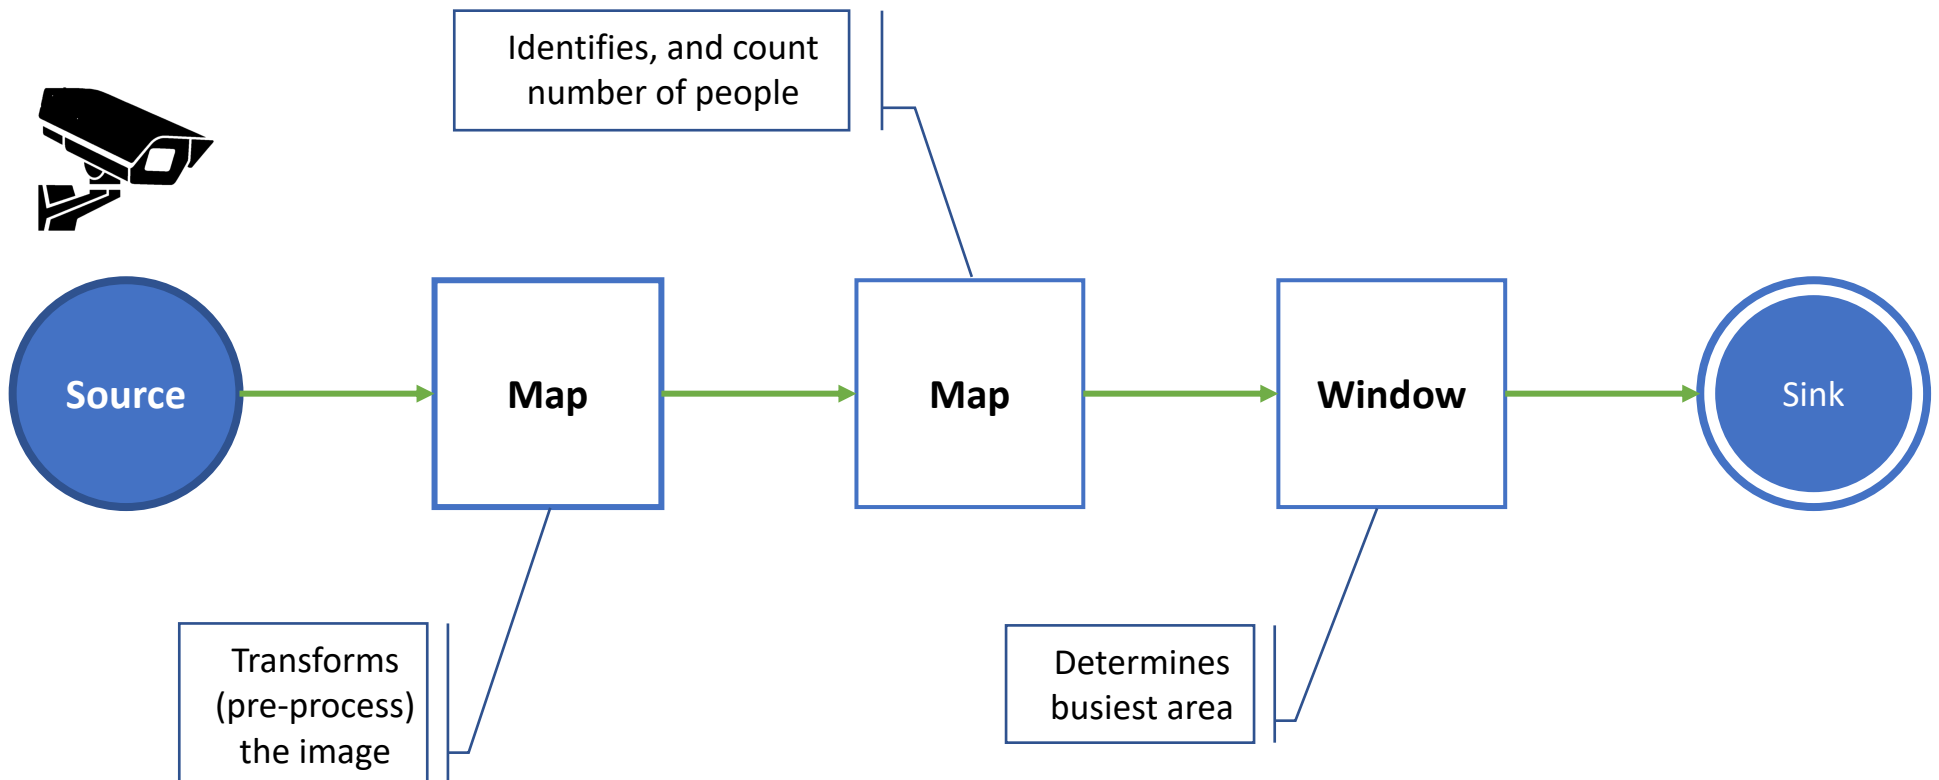 Identifies, and count
number of people
Source
Map
Map
Window
Sink
Transforms
(pre-process)
the image
Determines
busiest area